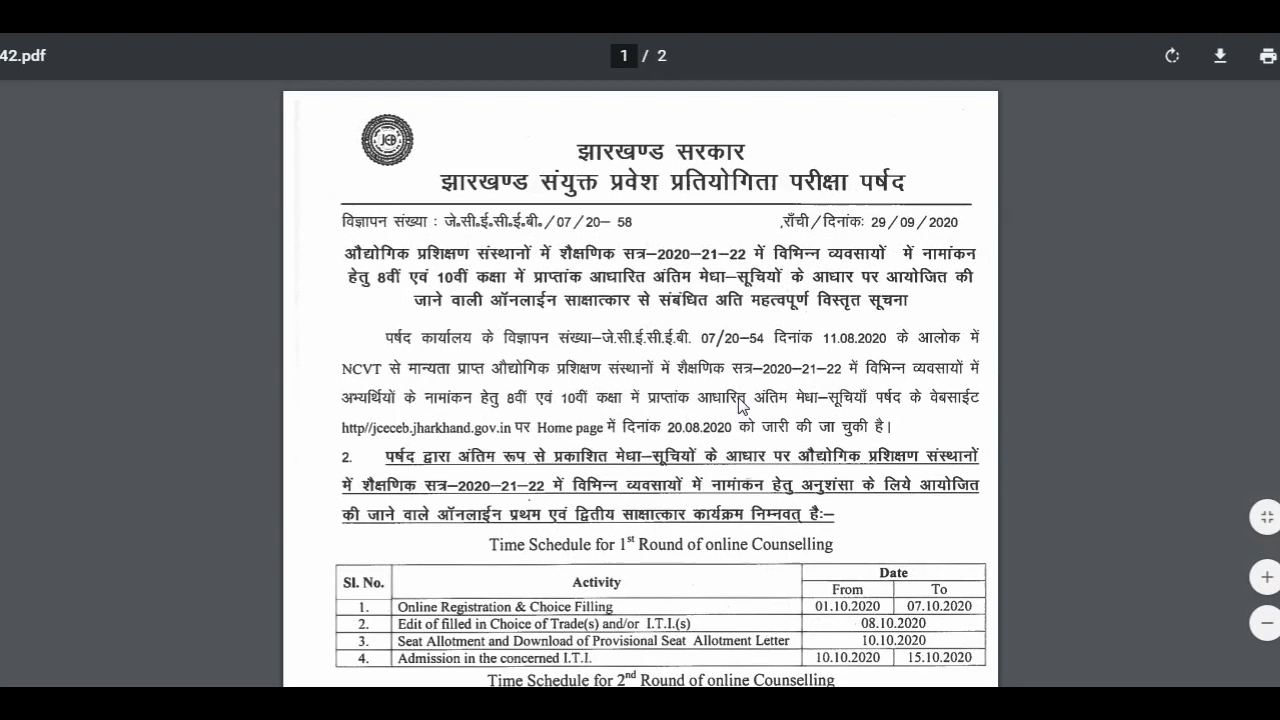 42.pdf
1 / 2
JCE
झारखण्ड सरकार
झारखण्ड संयुक्त प्रवेश प्रतियोगिता परीक्षा पर्षद
विज्ञापन संख्या : जे.सी.ई.सी.ई.बी./07/20– 58 राँची/दिनांकः 29/09/2020
औद्योगिक प्रशिक्षण संस्थानों में शैक्षणिक सत्र–2020–21–22 में विभिन्न व्यवसायों में नामांकन
हेतु 8वीं एवं 10वीं कक्षा में प्राप्तांक आधारित अंतिम मेधा–सूचियों के आधार पर आयोजित की
जाने वाली ऑनलाईन साक्षात्कार से संबंधित अति महत्वपूर्ण विस्तृत सूचना
पर्षद कार्यालय के विज्ञापन संख्या–जे.सी.ई.सी.ई.बी. 07/20–54 दिनांक 11.08.2020 के आलोक में
NCVT से मान्यता प्राप्त औद्योगिक प्रशिक्षण संस्थानों में शैक्षणिक सत्र–2020–21–22 में विभिन्न व्यवसायों में
अभ्यर्थियों के नामांकन हेतु 8वीं एवं 10वीं कक्षा में प्राप्तांक आधारित अंतिम मेधा–सूचियाँ पर्षद के वेबसाईट
http//jceceb.jharkhand.gov.in पर Home page में दिनांक 20.08.2020 को जारी की जा चुकी है।
2. पर्षद द्वारा अंतिम रूप से प्रकाशित मेधा–सूचियों के आधार पर औद्योगिक प्रशिक्षण संस्थानों
में शैक्षणिक सत्र–2020–21–22 में विभिन्न व्यवसायों में नामांकन हेतु अनुशंसा के लिये आयोजित
की जाने वाले ऑनलाईन प्रथम एवं द्वितीय साक्षात्कार कार्यक्रम निम्नवत् हैः–
Time Schedule for 1st Round of online Counselling
Sl. No. Activity Date
From To
1. Online Registration & Choice Filling 01.10.2020 07.10.2020
2. Edit of filled in Choice of Trade(s) and/or I.T.I.(s) 08.10.2020
3. Seat Allotment and Download of Provisional Seat Allotment Letter 10.10.2020
4. Admission in the concerned I.T.I. 10.10.2020 15.10.2020
Time Schedule for 2nd Round of online Counselling